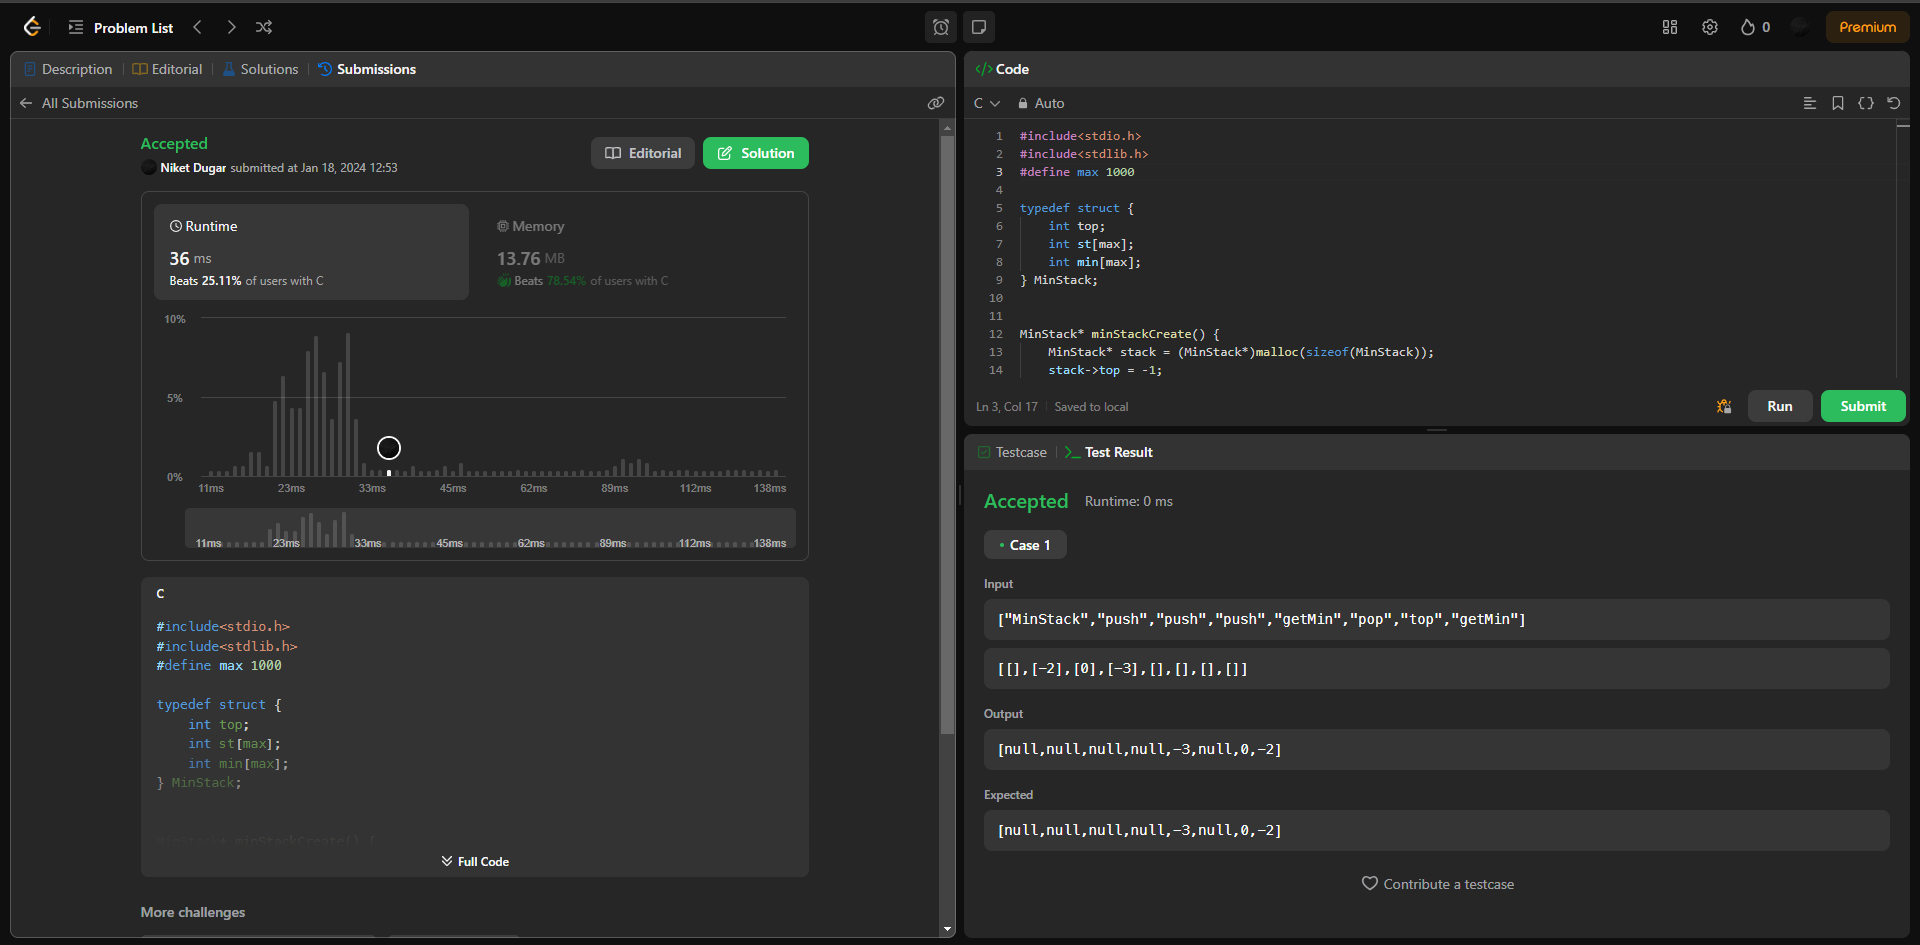 Problem List
0
Premium
Description
Editorial
Solutions
Submissions
All Submissions
Accepted
Niket Dugar submitted at Jan 18, 2024 12:53
Editorial
Solution
Runtime
36 ms
Beats 25.11% of users with C
Memory
13.76 MB
Beats 78.54% of users with C
10%
5%
0%
11ms 23ms 33ms 45ms 62ms 89ms 112ms 138ms
11ms 23ms 33ms 45ms 62ms 89ms 112ms 138ms
C
#include<stdio.h>
#include<stdlib.h>
#define max 1000
typedef struct {
int top;
int st[max];
int min[max];
} MinStack;
MinStack* minStackCreate() {
Full Code
More challenges
</> Code
C
Auto
1 #include<stdio.h>
2 #include<stdlib.h>
3 #define max 1000
4
5 typedef struct {
6 int top;
7 int st[max];
8 int min[max];
9 } MinStack;
10
11
12 MinStack* minStackCreate() {
13 MinStack* stack = (MinStack*)malloc(sizeof(MinStack));
14 stack->top = -1;
Ln 3, Col 17
Saved to local
Run
Submit
Testcase
Test Result
Accepted
Runtime: 0 ms
Case 1
Input
["MinStack","push","push","push","getMin","pop","top","getMin"]
[[],[-2],[0],[-3],[],[],[],[]]
Output
[null,null,null,null,-3,null,0,-2]
Expected
[null,null,null,null,-3,null,0,-2]
Contribute a testcase